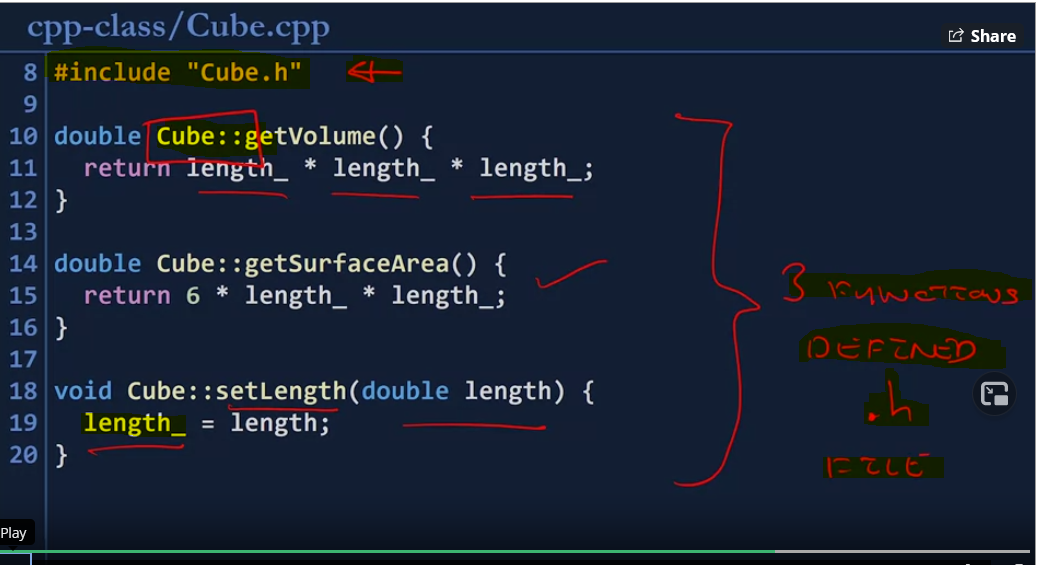 cpp-class/Cube.cpp
Share
8 #include "Cube.h"
9
10 double Cube::getVolume() {
11 return length_ * length_ * length_;
12 }
13
14 double Cube::getSurfaceArea() {
15 return 6 * length_ * length_;
16 }
17
18 void Cube::setLength(double length) {
19 length_ = length;
20 }
3 FUNCTIONS
DEFINED
.h
FILE
Play